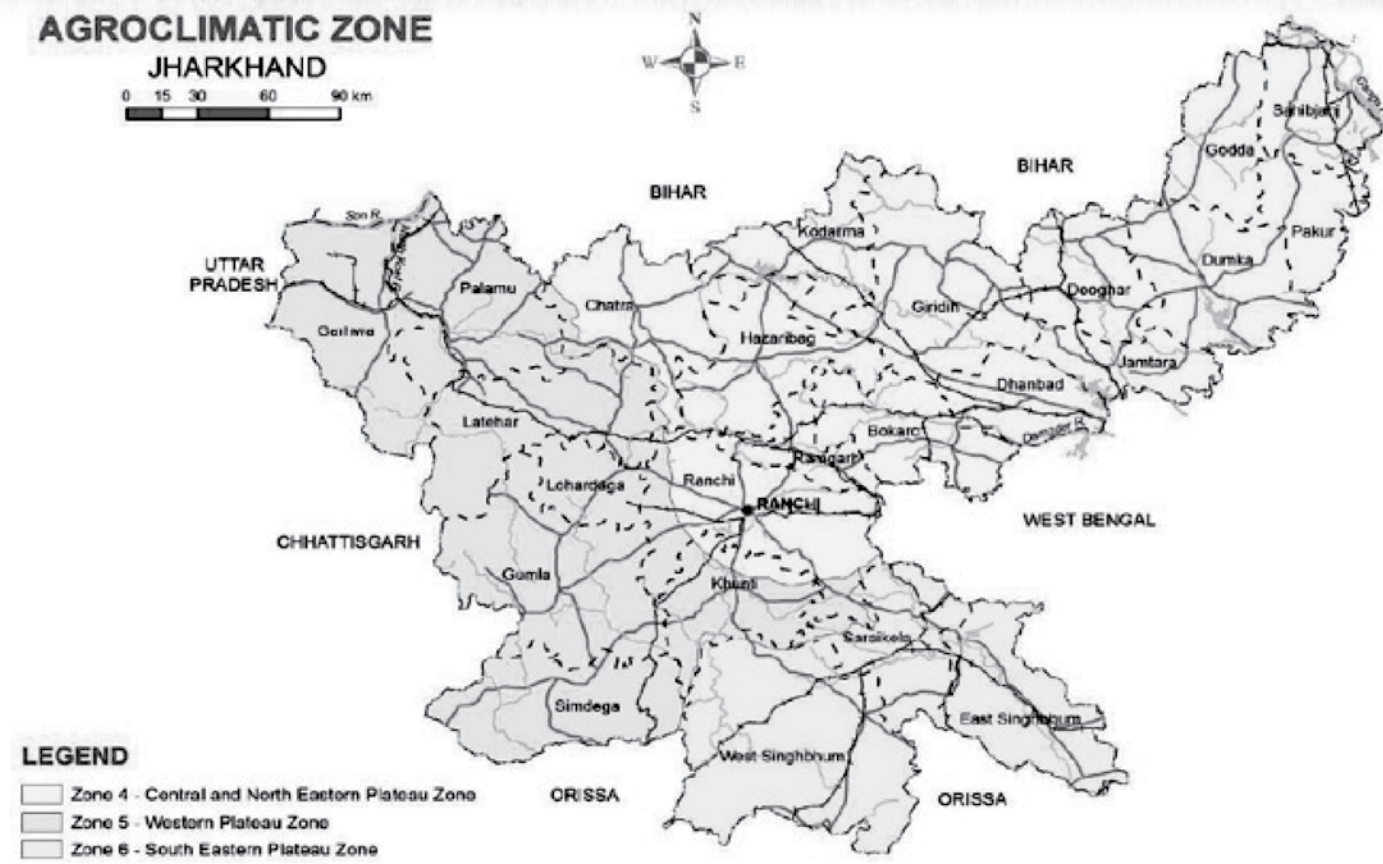 AGROCLIMATIC ZONE
JHARKHAND
0 15 30 60 90 km
N
W E
S
BIHAR
BIHAR
Sahibjanj
Godda
Kodarma
Pakur
Son R.
UTTAR
PRADESH
Dumka
Palamu
Deoghar
Chatra
Giridih
Hazaribag
Jamtara
Dhanbad
Latehar
Bokaro
Damodar R.
Ramgarh
Lohardaga
Ranchi
RANCHI
WEST BENGAL
CHHATTISGARH
Gumla
Khunti
Saraikela
Simdega
East Singhbhum
West Singhbhum
ORISSA
ORISSA
LEGEND
Zone 4 - Central and North Eastern Plateau Zone
Zone 5 - Western Plateau Zone
Zone 6 - South Eastern Plateau Zone